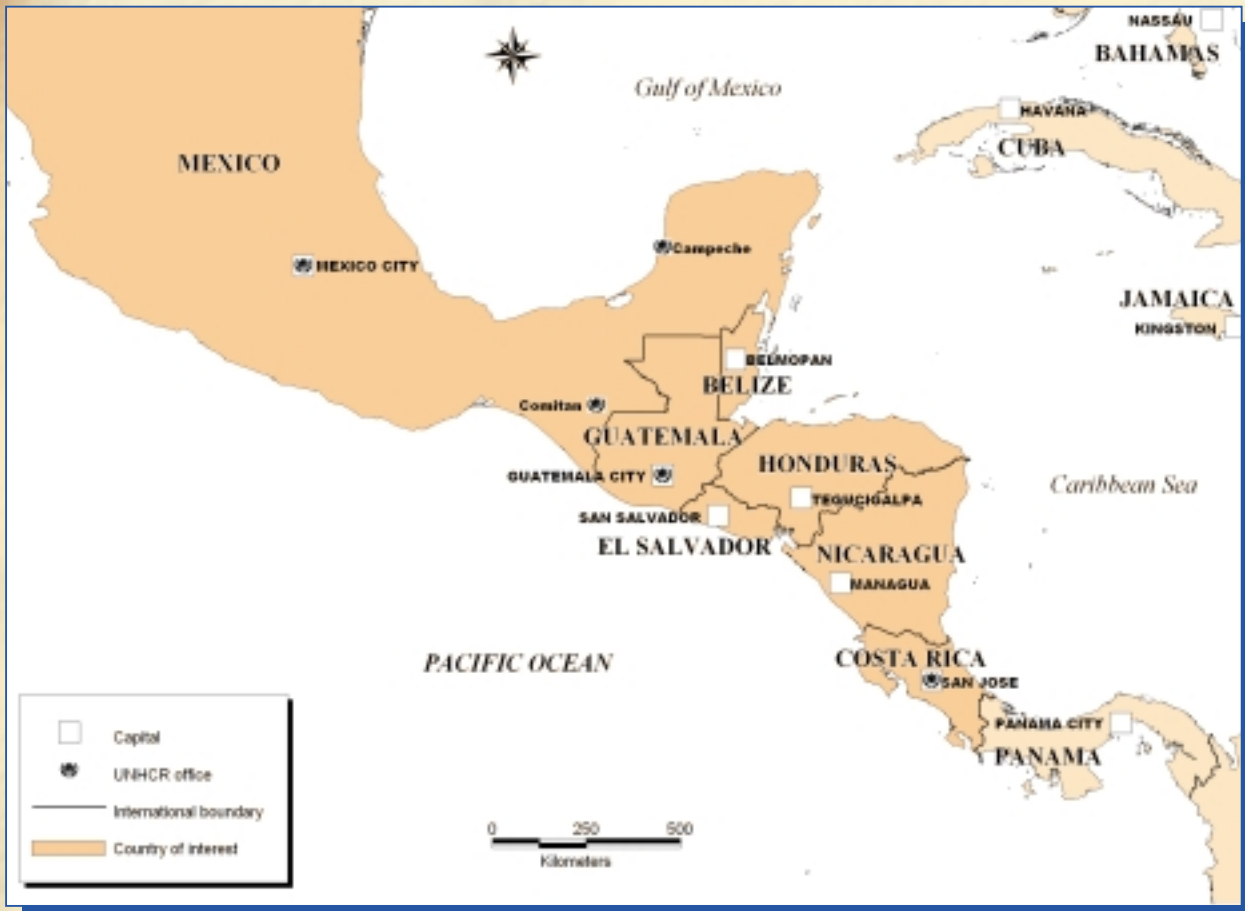 NASSAU
BAHAMAS
Gulf of Mexico
HAVANA
CUBA
MEXICO
Campeche
MEXICO CITY
JAMAICA
KINGSTON
BELMOPAN
BELIZE
Comitan
GUATEMALA
HONDURAS
GUATEMALA CITY
Caribbean Sea
TEGUCIGALPA
SAN SALVADOR
EL SALVADOR
NICARAGUA
MANAGUA
PACIFIC OCEAN
COSTA RICA
SAN JOSE
PANAMA CITY
PANAMA
Capital
UNHCR office
International boundary
Country of interest
0 250 500
Kilometers